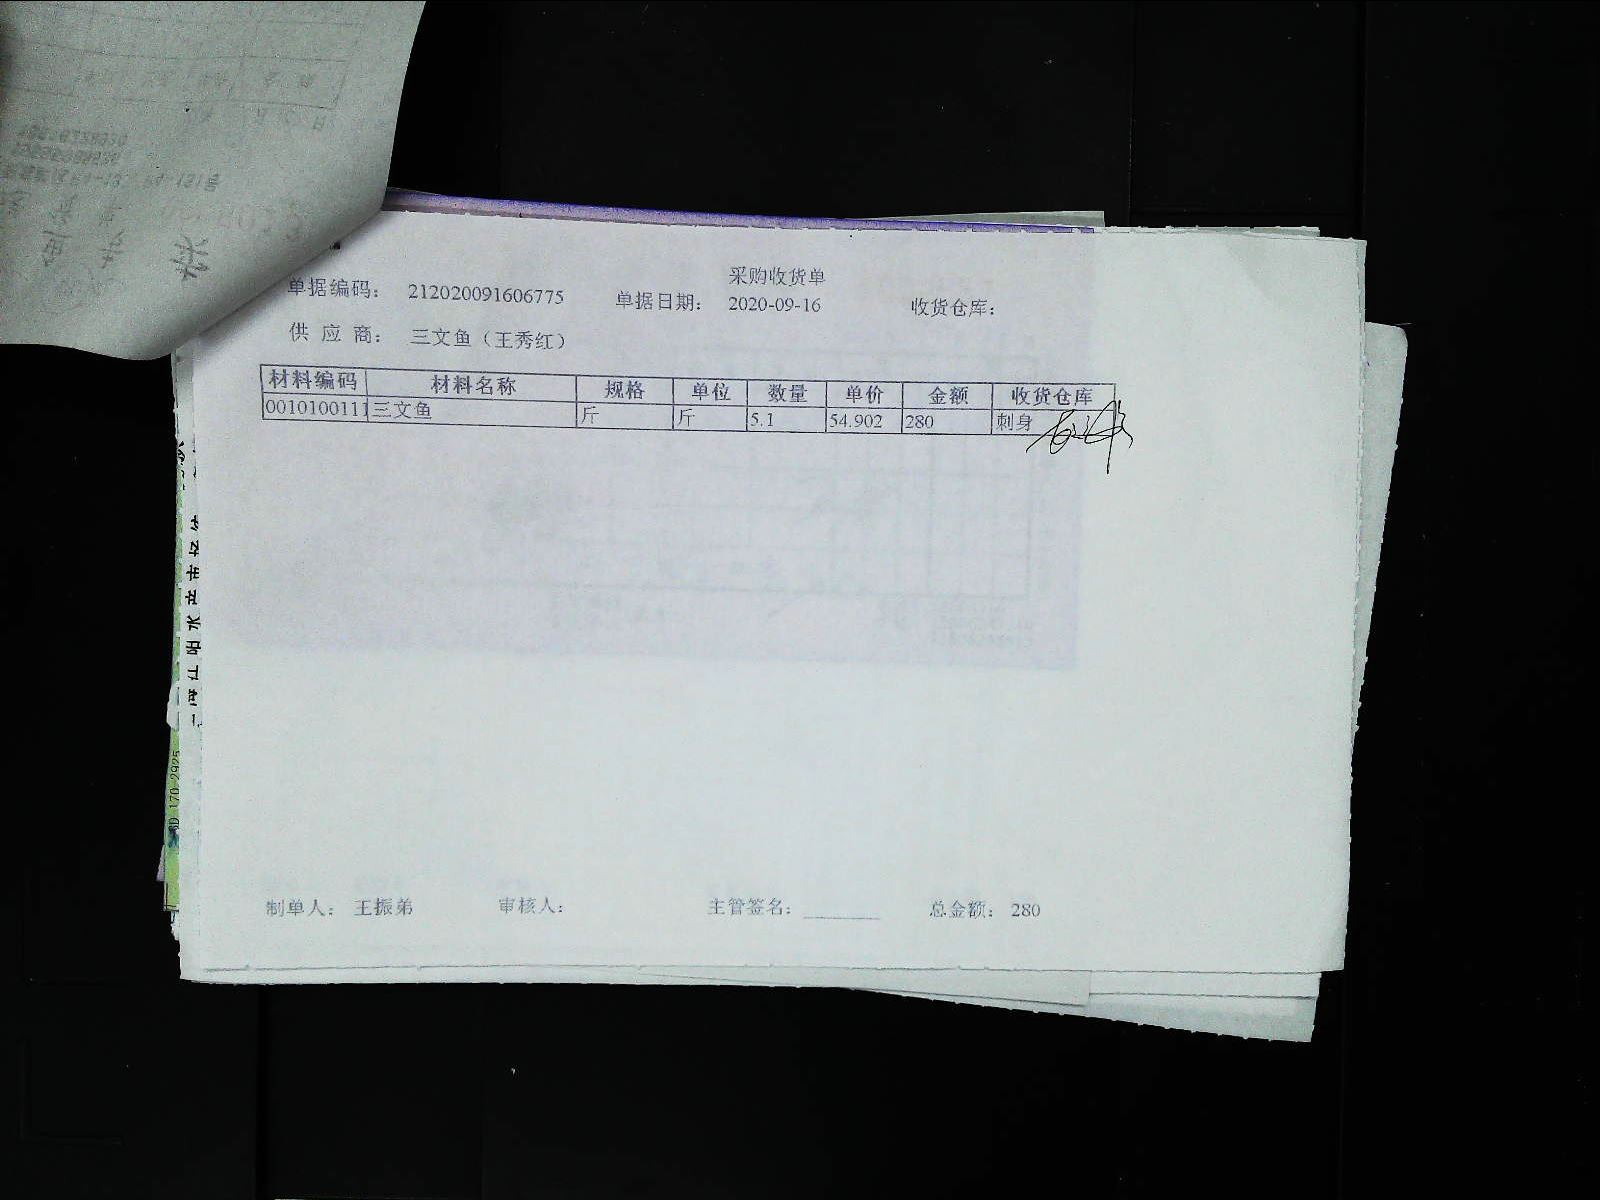 采购收货单
单据编码： 212020091606775 单据日期： 2020-09-16 收货仓库：
供 应 商： 三文鱼（王秀红）
材料编码 材料名称 规格 单位 数量 单价 金额 收货仓库
0010100111 三文鱼 斤 斤 5.1 54.902 280 刺身
制单人： 王振弟 审核人： 主管签名： 总金额： 280
170-2925